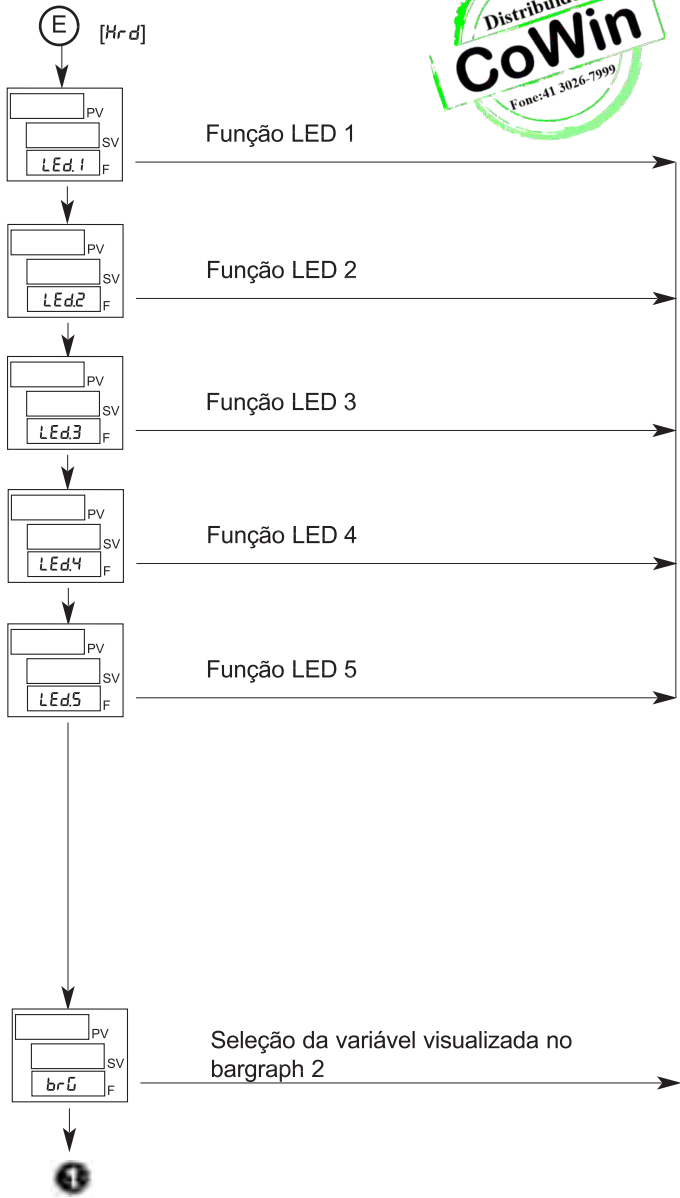 E [Hrd]
CoWin
Fone:41 3026-7999
PV
SV
LEd.1 F
Função LED 1
PV
SV
LEd.2 F
Função LED 2
PV
SV
LEd.3 F
Função LED 3
PV
SV
LEd.4 F
Função LED 4
PV
SV
LEd.5 F
Função LED 5
PV
SV
brG F
Seleção da variável visualizada no
bargraph 2
1